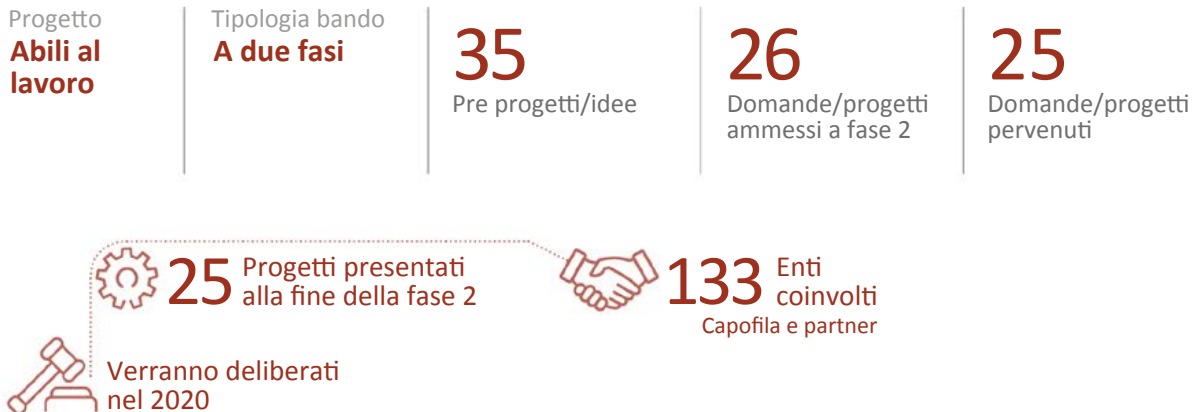 Progetto
Abili al
lavoro
Tipologia bando
A due fasi
35
Pre progetti/idee
26
Domande/progetti
ammessi a fase 2
25
Domande/progetti
pervenuti
25 Progetti presentati
alla fine della fase 2
133 Enti
coinvolti
Capofila e partner
Verranno deliberati
nel 2020